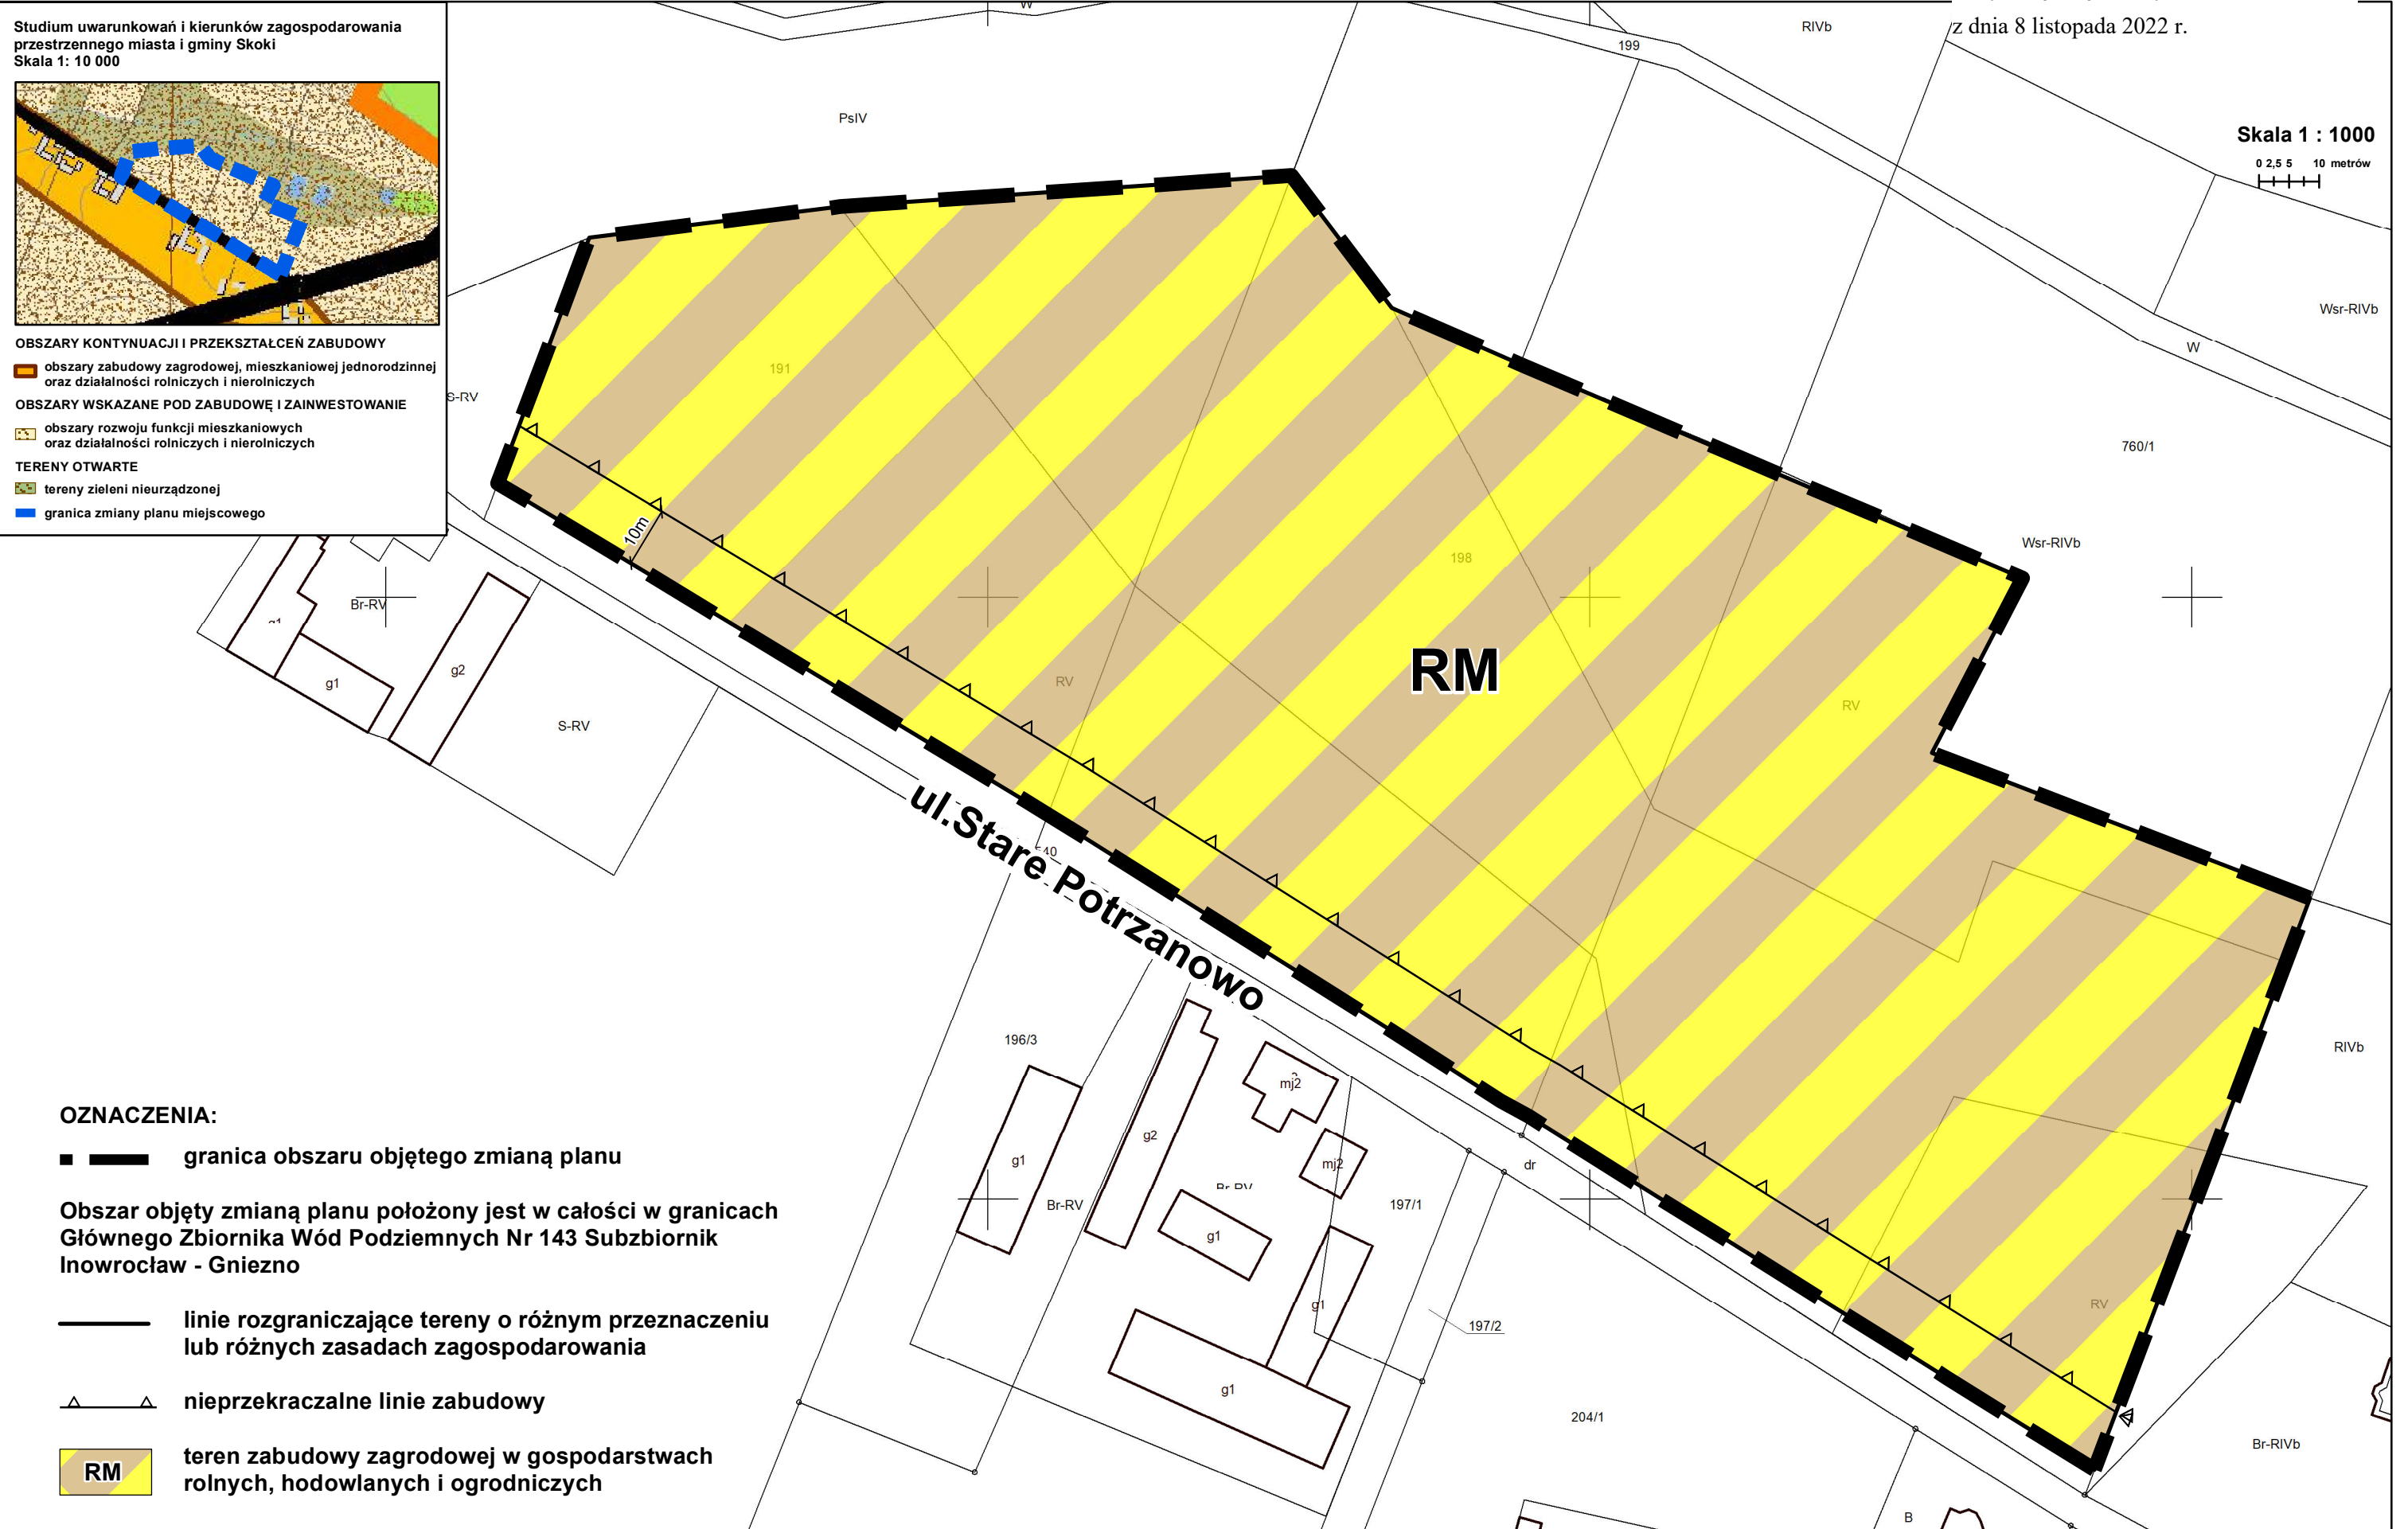 Studium uwarunkowań i kierunków zagospodarowania
przestrzennego miasta i gminy Skoki
Skala 1: 10 000
OBSZARY KONTYNUACJI I PRZEKSZTAŁCEŃ ZABUDOWY
obszary zabudowy zagrodowej, mieszkaniowej jednorodzinnej
oraz działalności rolniczych i nierolniczych
OBSZARY WSKAZANE POD ZABUDOWĘ I ZAINWESTOWANIE
obszary rozwoju funkcji mieszkaniowych
oraz działalności rolniczych i nierolniczych
TERENY OTWARTE
tereny zieleni nieurządzonej
granica zmiany planu miejscowego
z dnia 8 listopada 2022 r.
Skala 1 : 1000
0 2,5 5 10 metrów
W
RIVb
199
PsIV
Wsr-RIVb
W
191
S-RV
760/1
10m
198
Wsr-RIVb
Br-RV
g1
g1
g2
RV
RM
RV
S-RV
ul.Stare Potrzanowo
196/3
RIVb
mj2
g2
g1
mj2
dr
Br-RV
Br-RV
197/1
g1
g1
197/2
RV
g1
204/1
Br-RIVb
B
OZNACZENIA:
granica obszaru objętego zmianą planu
Obszar objęty zmianą planu położony jest w całości w granicach
Głównego Zbiornika Wód Podziemnych Nr 143 Subzbiornik
Inowrocław - Gniezno
linie rozgraniczające tereny o różnym przeznaczeniu
lub różnych zasadach zagospodarowania
nieprzekraczalne linie zabudowy
RM
teren zabudowy zagrodowej w gospodarstwach
rolnych, hodowlanych i ogrodniczych